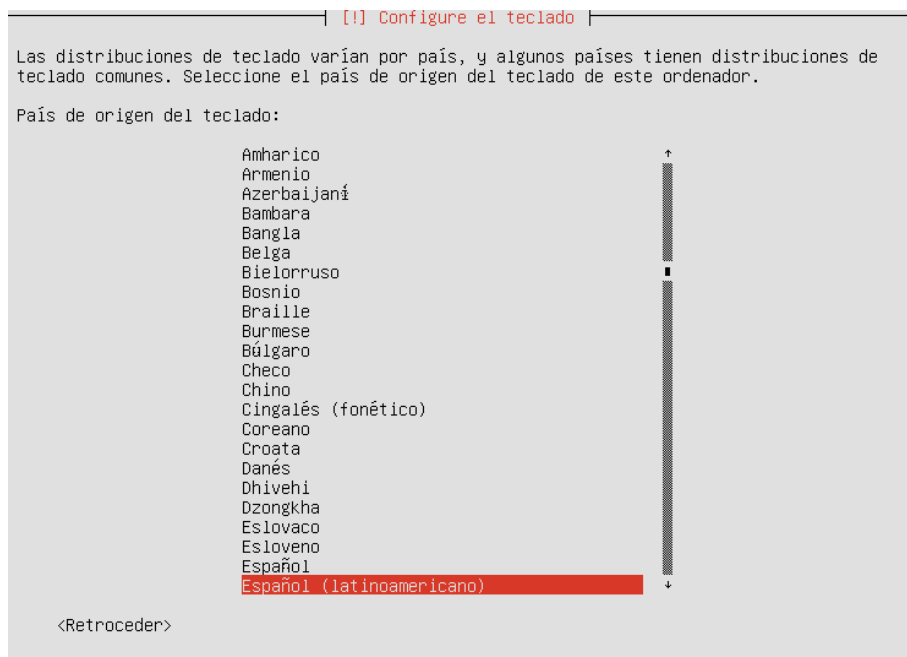 [!] Configure el teclado
Las distribuciones de teclado varían por país, y algunos países tienen distribuciones de
teclado comunes. Seleccione el país de origen del teclado de este ordenador.
País de origen del teclado:
Amharico
Armenio
Azerbaijaní
Bambara
Bangla
Belga
Bielorruso
Bosnio
Braille
Burmese
Búlgaro
Checo
Chino
Cingalés (fonético)
Coreano
Croata
Danés
Dhivehi
Dzongkha
Eslovaco
Esloveno
Español
Español (latinoamericano)
<Retroceder>